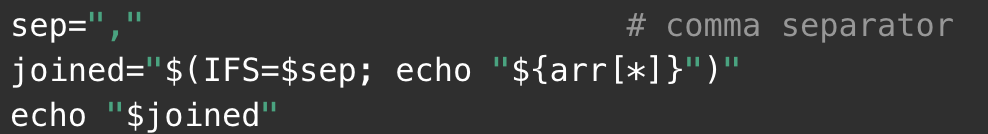 sep=","                         # comma separator
joined="$(IFS=$sep; echo "${arr[*]}")"
echo "$joined"